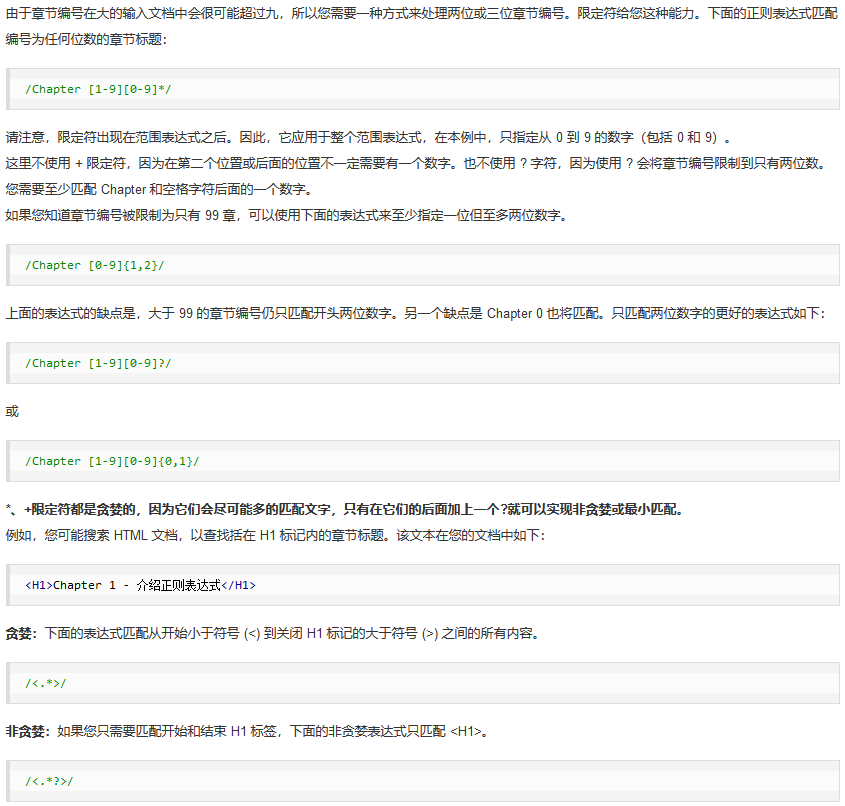 由于章节编号在大的输入文档中会很可能超过九，所以您需要一种方式来处理两位或三位章节编号。限定符给您这种能力。下面的正则表达式匹配
编号为任何位数的章节标题：
/Chapter [1-9][0-9]*/
请注意，限定符出现在范围表达式之后。因此，它应用于整个范围表达式，在本例中，只指定从 0 到 9 的数字（包括 0 和 9）。
这里不使用 + 限定符，因为在第二个位置或后面的位置不一定需要有一个数字。也不使用 ? 字符，因为使用 ? 会将章节编号限制到只有两位数。
您需要至少匹配 Chapter 和空格字符后面的一个数字。
如果您知道章节编号被限制为只有 99 章，可以使用下面的表达式来至少指定一位但至多两位数字。
/Chapter [0-9]{1,2}/
上面的表达式的缺点是，大于 99 的章节编号仍只匹配开头两位数字。另一个缺点是 Chapter 0 也将匹配。只匹配两位数字的更好的表达式如下：
/Chapter [1-9][0-9]?/
或
/Chapter [1-9][0-9]{0,1}/
*、+限定符都是贪婪的，因为它们会尽可能多的匹配文字，只有在它们的后面加上一个?就可以实现非贪婪或最小匹配。
例如，您可能搜索 HTML 文档，以查找括在 H1 标记内的章节标题。该文本在您的文档中如下：
<H1>Chapter 1 - 介绍正则表达式</H1>
贪婪：下面的表达式匹配从开始小于符号 (<) 到关闭 H1 标记的大于符号 (>) 之间的所有内容。
/<.*>/
非贪婪：如果您只需要匹配开始和结束 H1 标签，下面的非贪婪表达式只匹配 <H1>。
/<.*?>/